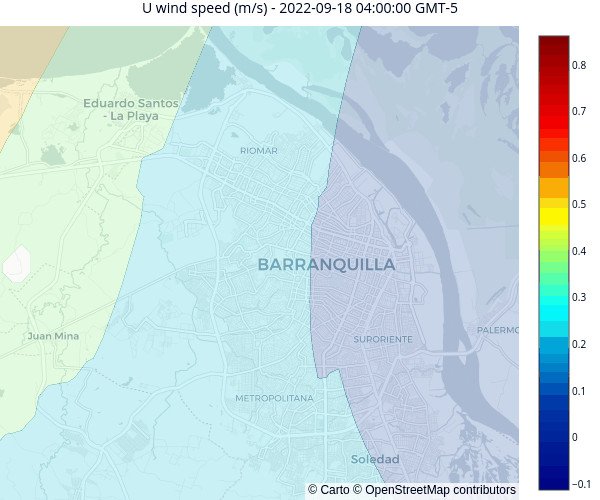 U wind speed (m/s) - 2022-09-18 04:00:00 GMT-5
Eduardo Santos
- La Playa
RIOMAR
BARRANQUILLA
Juan Mina
SURORIENTE
PALERMO
METROPOLITANA
Soledad
© Carto © OpenStreetMap contributors
0.8
0.7
0.6
0.5
0.4
0.3
0.2
0.1
0
−0.1